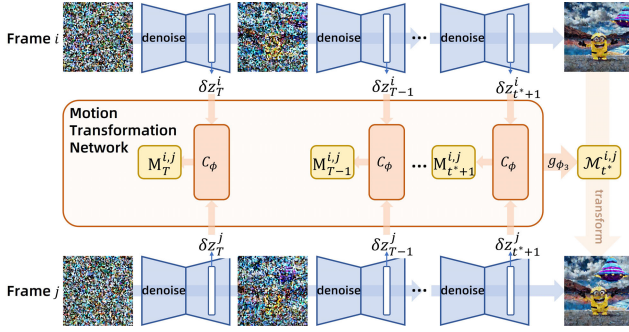 Frame i
denoise
denoise
...
denoise
δz_T^i
δz_{T-1}^i
δz_{t*+1}^i
Motion
Transformation
Network
M_T^{i,j}
C_ϕ
M_{T-1}^{i,j}
C_ϕ
...
M_{t*+1}^{i,j}
C_ϕ
g_{ϕ_3}
ℳ_{t*}^{i,j}
transform
δz_T^j
δz_{T-1}^j
δz_{t*+1}^j
Frame j
denoise
denoise
...
denoise